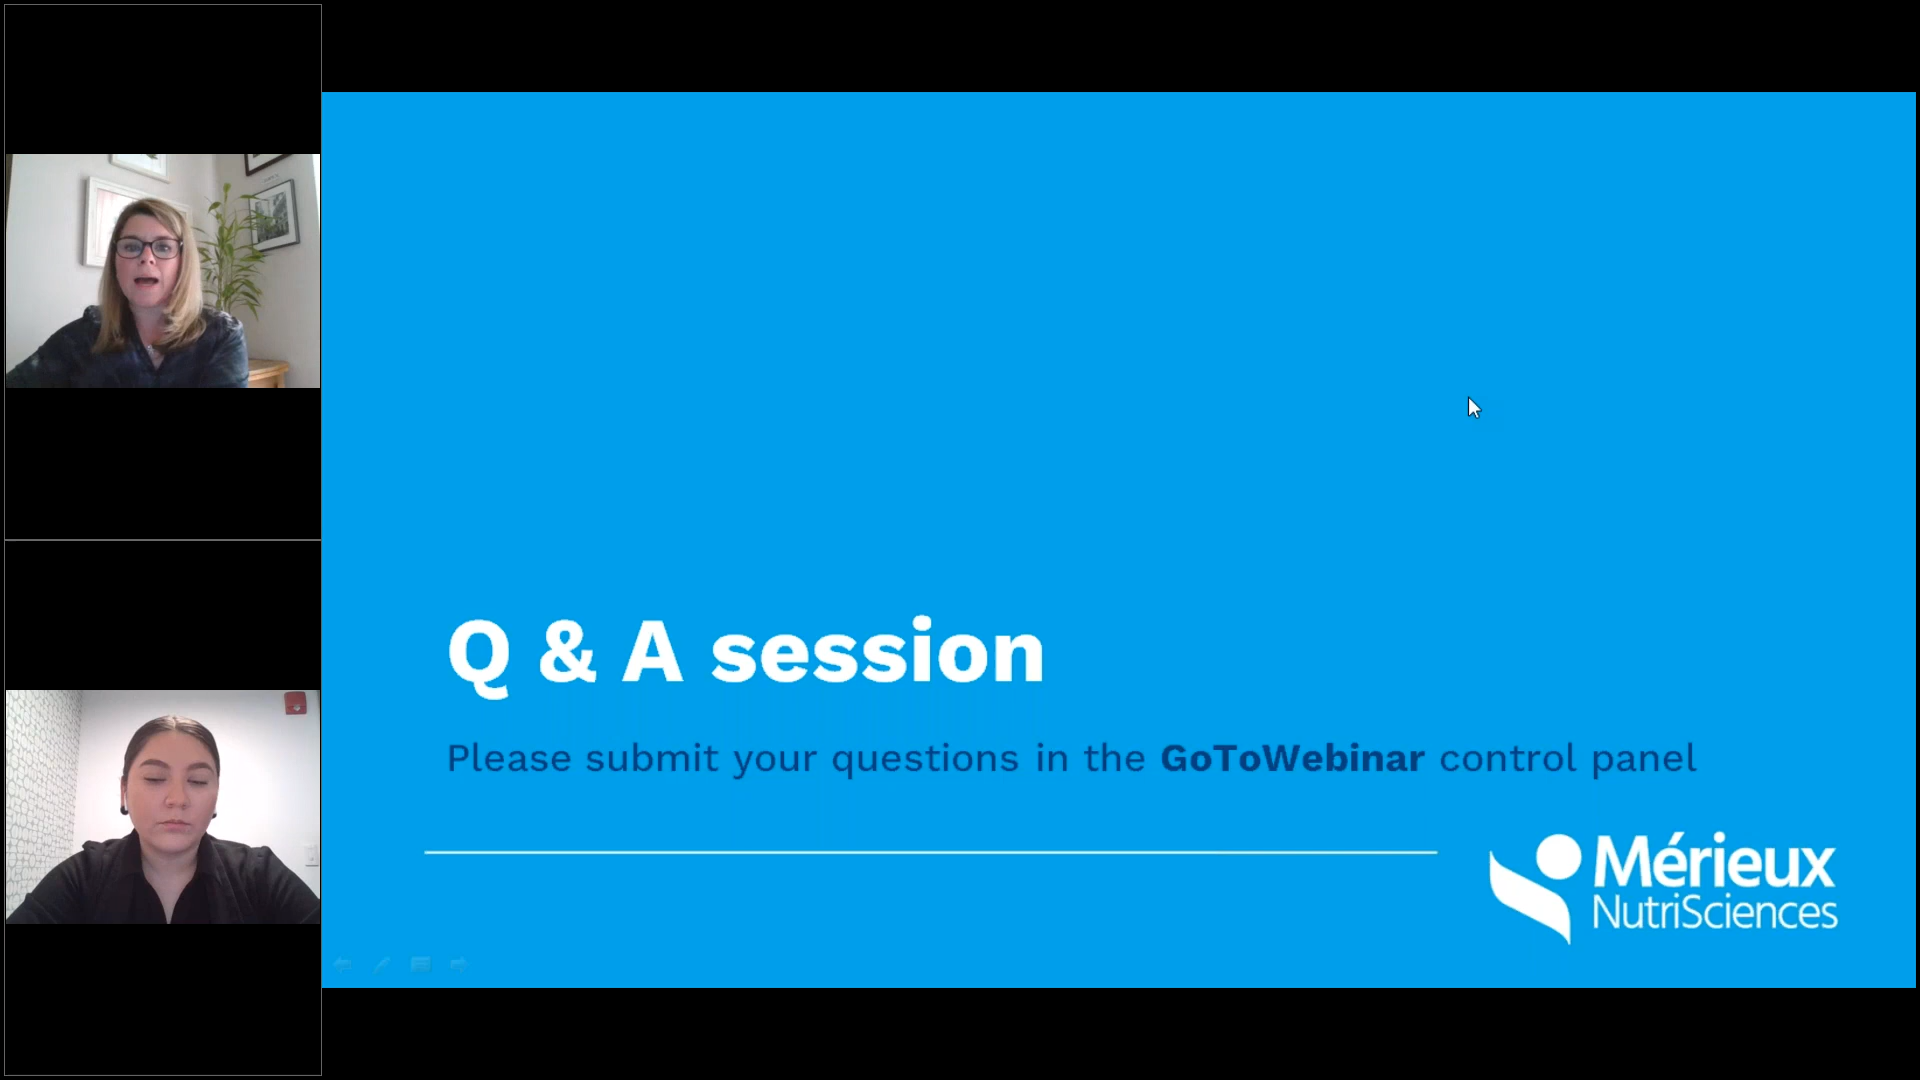 Q & A session
Please submit your questions in the GoToWebinar control panel
Mérieux
NutriSciences